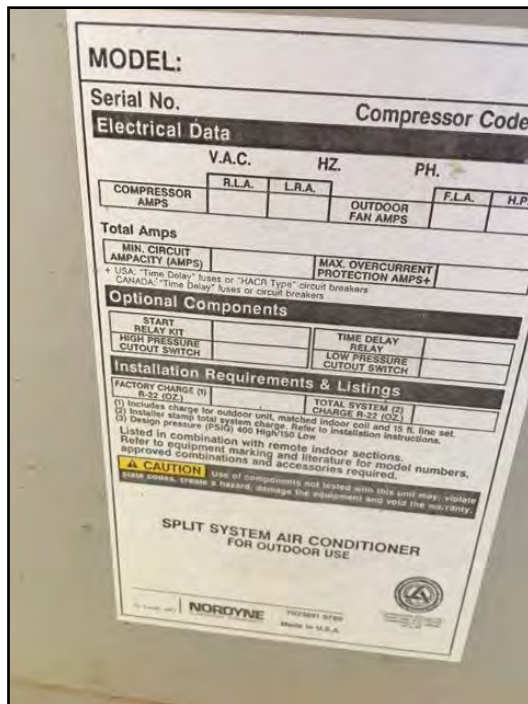 MODEL:
Serial No. Compressor Code
Electrical Data
V.A.C. HZ. PH.
R.L.A. L.R.A. F.L.A. H.P
COMPRESSOR AMPS OUTDOOR FAN AMPS
Total Amps
MIN. CIRCUIT AMPACITY (AMPS) MAX. OVERCURRENT PROTECTION AMPS+
+ USA: "Time Delay" fuses or "HACR Type" circuit breakers
CANADA: "Time Delay" fuses or circuit breakers
Optional Components
START RELAY KIT TIME DELAY RELAY
HIGH PRESSURE CUTOUT SWITCH LOW PRESSURE CUTOUT SWITCH
Installation Requirements & Listings
FACTORY CHARGE (1) R-22 (OZ.) TOTAL SYSTEM (2) CHARGE R-22 (OZ.)
(1) Includes charge for outdoor unit, matched indoor coil and 15 ft. line set.
(2) Installer stamp total system charge. Refer to installation instructions.
(3) Design pressure (PSIG) 400 High/150 Low
Listed in combination with remote indoor sections.
Refer to equipment marking and literature for model numbers,
approved combinations and accessories required.
CAUTION Use of components not tested with this unit may violate
state codes, create a hazard, damage the equipment and void the warranty.
SPLIT SYSTEM AIR CONDITIONER
FOR OUTDOOR USE
NORDYNE
Made in U.S.A.